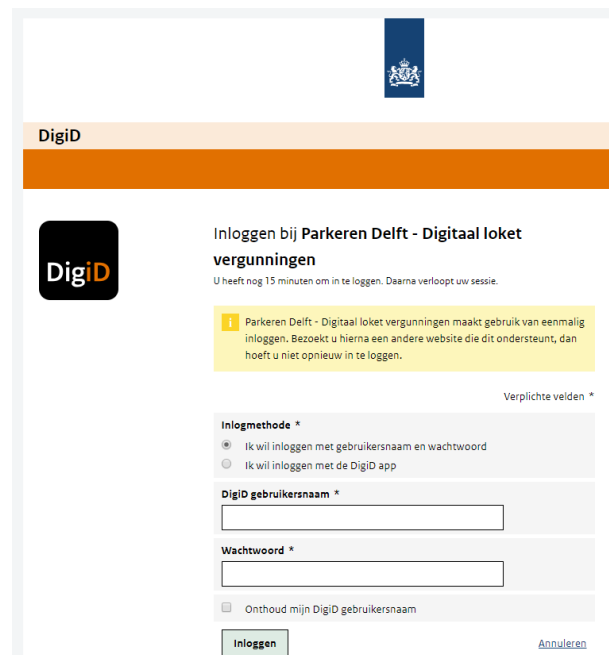 DigiD
DigiD
Inloggen bij Parkeren Delft - Digitaal loket
vergunningen
U heeft nog 15 minuten om in te loggen. Daarna verloopt uw sessie.
i
Parkeren Delft - Digitaal loket vergunningen maakt gebruik van eenmalig
inloggen. Bezoekt u hierna een andere website die dit ondersteunt, dan
hoeft u niet opnieuw in te loggen.
Verplichte velden *
Inlogmethode *
Ik wil inloggen met gebruikersnaam en wachtwoord
Ik wil inloggen met de DigiD app
DigiD gebruikersnaam *
Wachtwoord *
Onthoud mijn DigiD gebruikersnaam
Inloggen
Annuleren